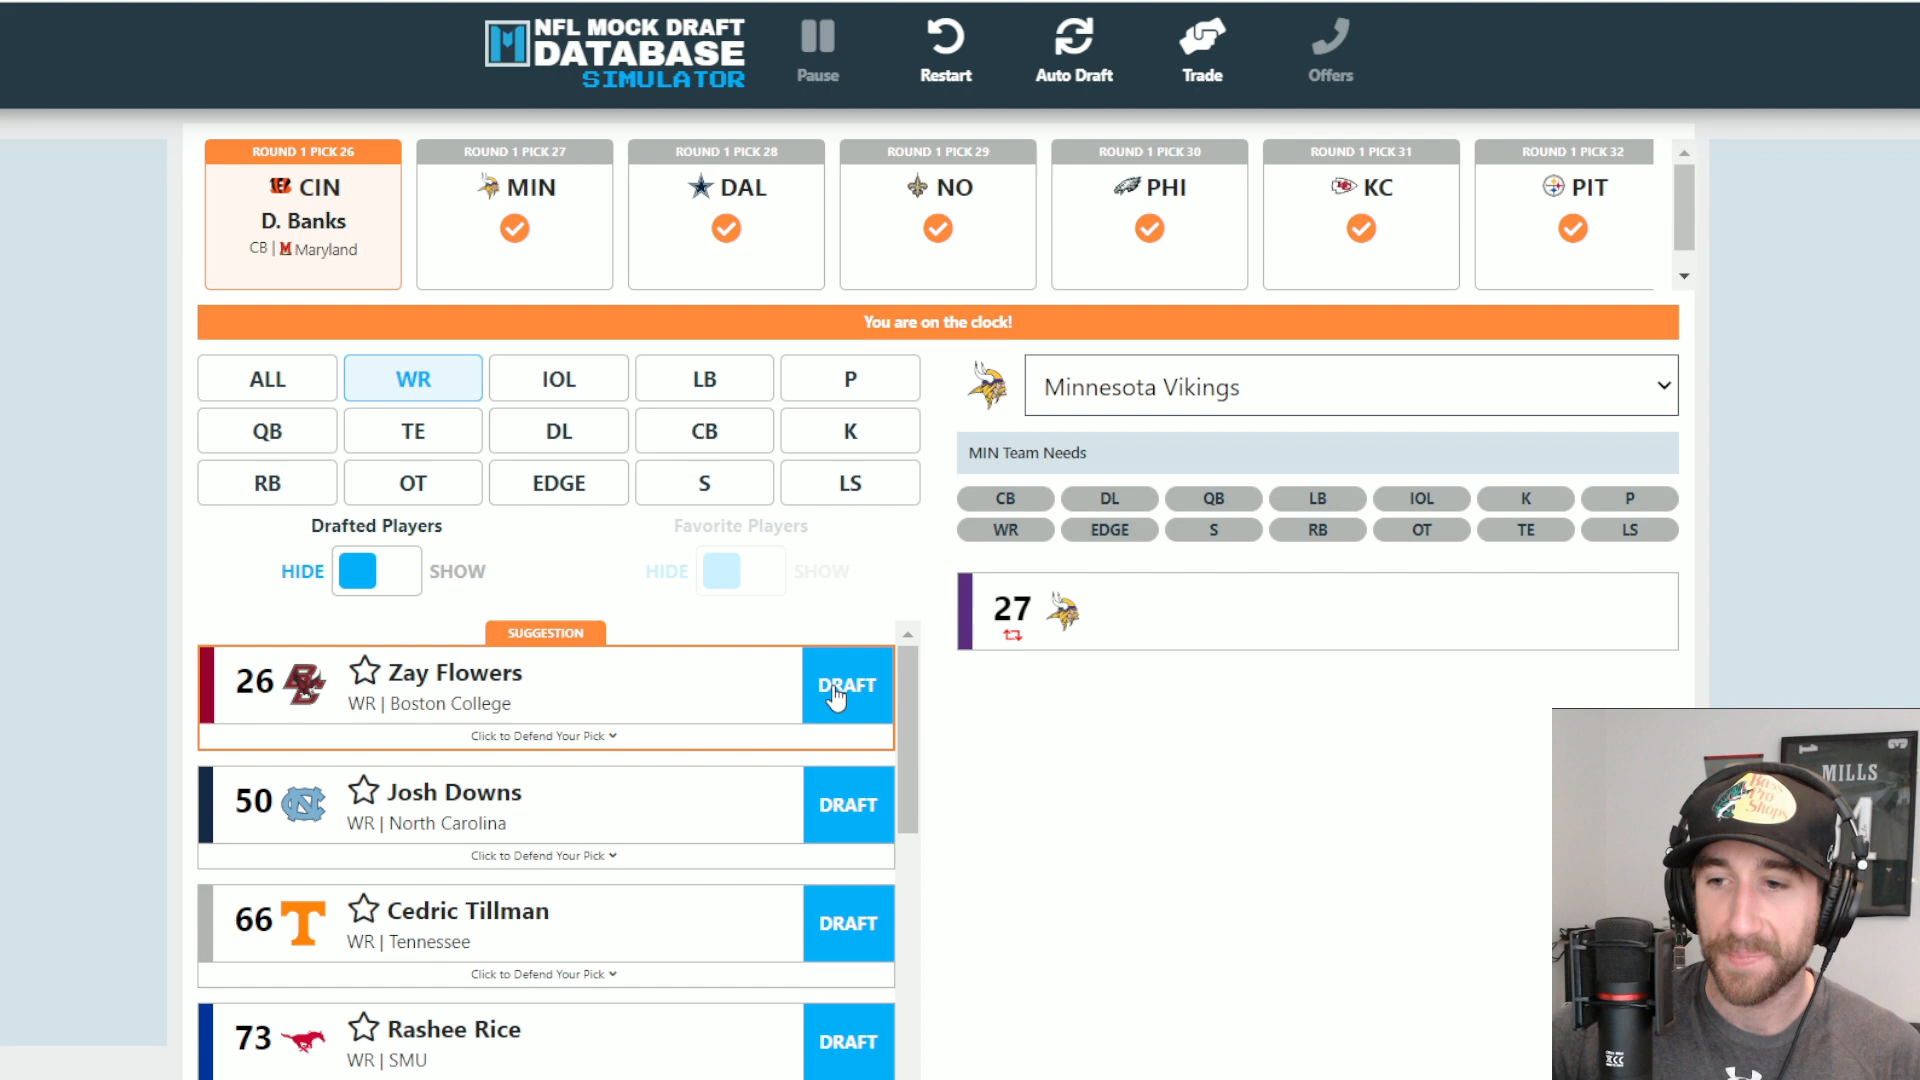 NFL MOCK DRAFT
DATABASE
SIMULATOR
Pause
Restart
Auto Draft
Trade
Offers
ROUND 1 PICK 26
CIN
D. Banks
CB | Maryland
ROUND 1 PICK 27
MIN
ROUND 1 PICK 28
DAL
ROUND 1 PICK 29
NO
ROUND 1 PICK 30
PHI
ROUND 1 PICK 31
KC
ROUND 1 PICK 32
PIT
You are on the clock!
ALL
WR
IOL
LB
P
QB
TE
DL
CB
K
RB
OT
EDGE
S
LS
Drafted Players
HIDE
SHOW
Favorite Players
HIDE
SHOW
Minnesota Vikings
MIN Team Needs
CB
DL
QB
LB
IOL
K
P
WR
EDGE
S
RB
OT
TE
LS
27
SUGGESTION
26
BC
Zay Flowers
WR | Boston College
DRAFT
Click to Defend Your Pick
50
NC
Josh Downs
WR | North Carolina
DRAFT
Click to Defend Your Pick
66
T
Cedric Tillman
WR | Tennessee
DRAFT
Click to Defend Your Pick
73
Rashee Rice
WR | SMU
DRAFT
MILLS
1
Bass
Pro
Shops